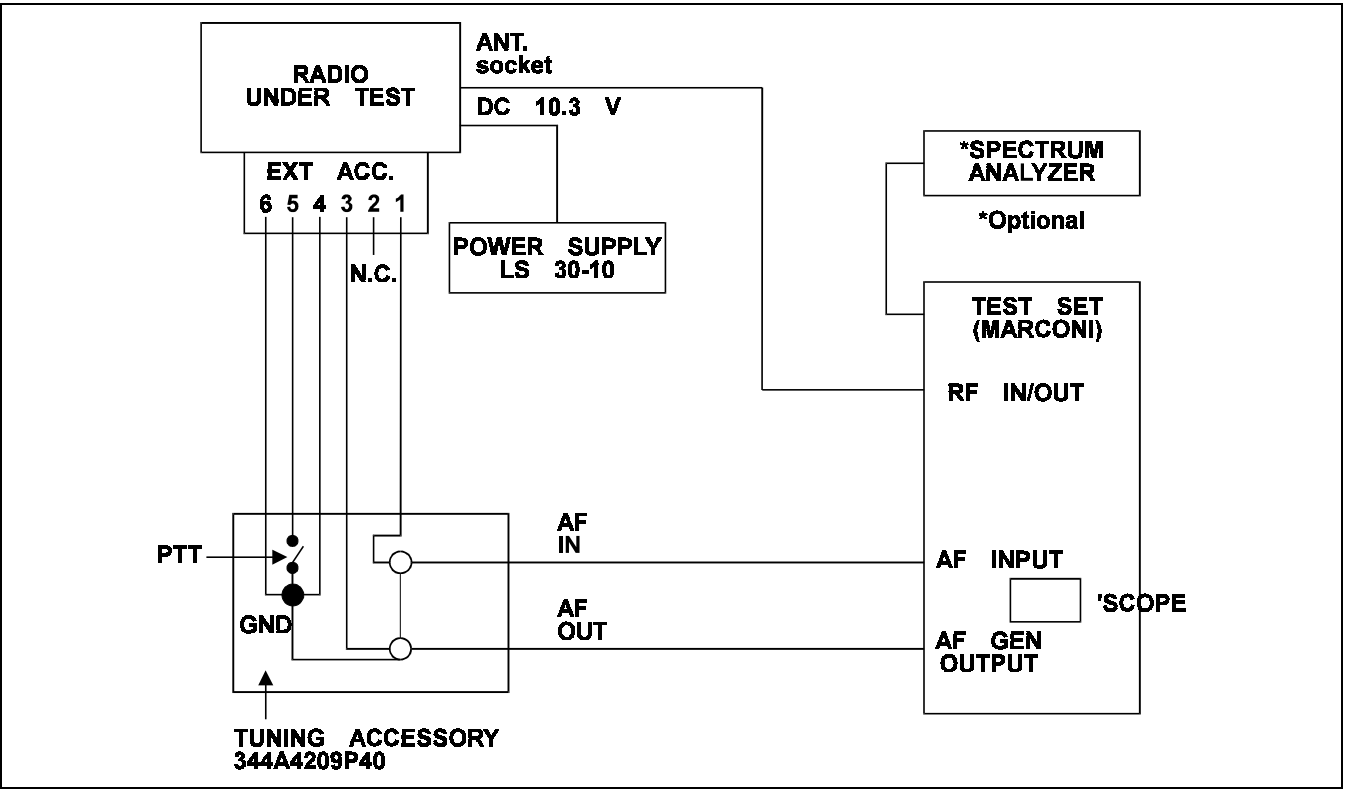 RADIO
UNDER TEST
ANT.
socket
DC 10.3 V
EXT ACC.
6 5 4 3 2 1
N.C.
POWER SUPPLY
LS 30-10
*SPECTRUM
ANALYZER
*Optional
TEST SET
(MARCONI)
RF IN/OUT
PTT
GND
AF
IN
AF
OUT
AF INPUT
'SCOPE
AF GEN
OUTPUT
TUNING ACCESSORY
344A4209P40